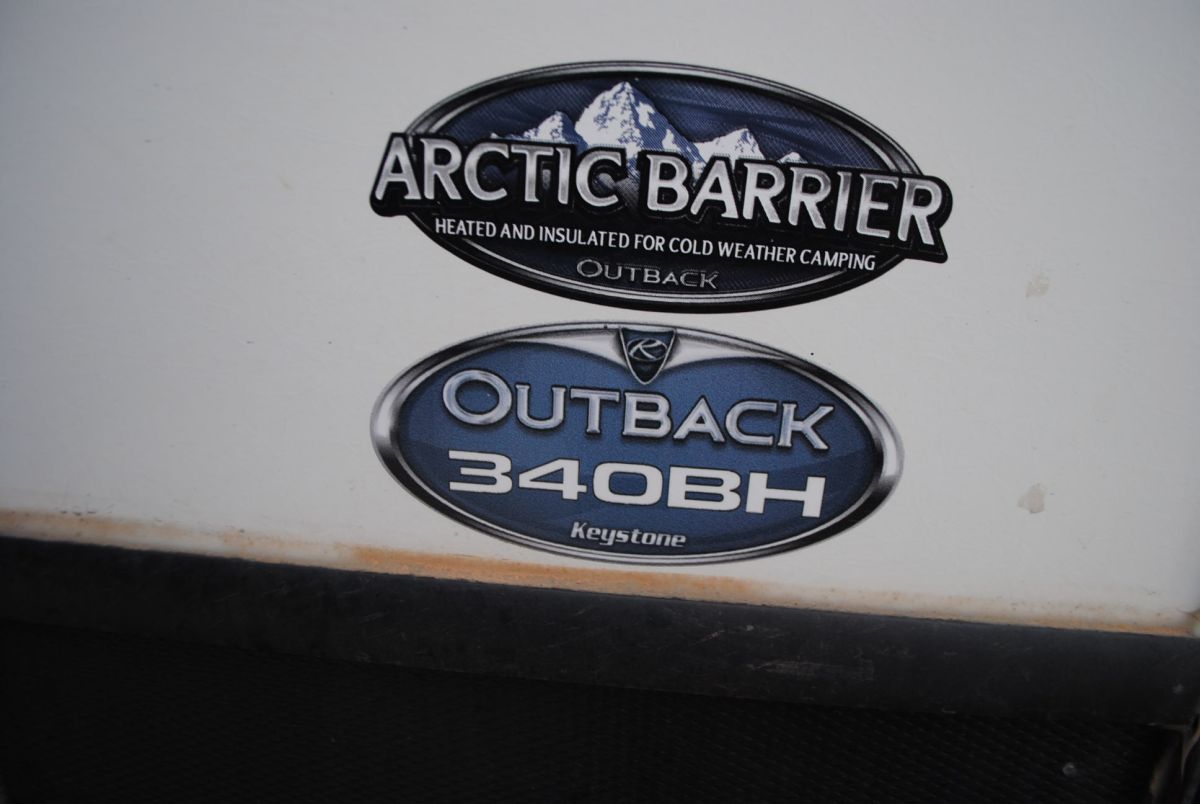 ARCTIC BARRIER
HEATED AND INSULATED FOR COLD WEATHER CAMPING
OUTBACK
R
OUTBACK
340BH
Keystone